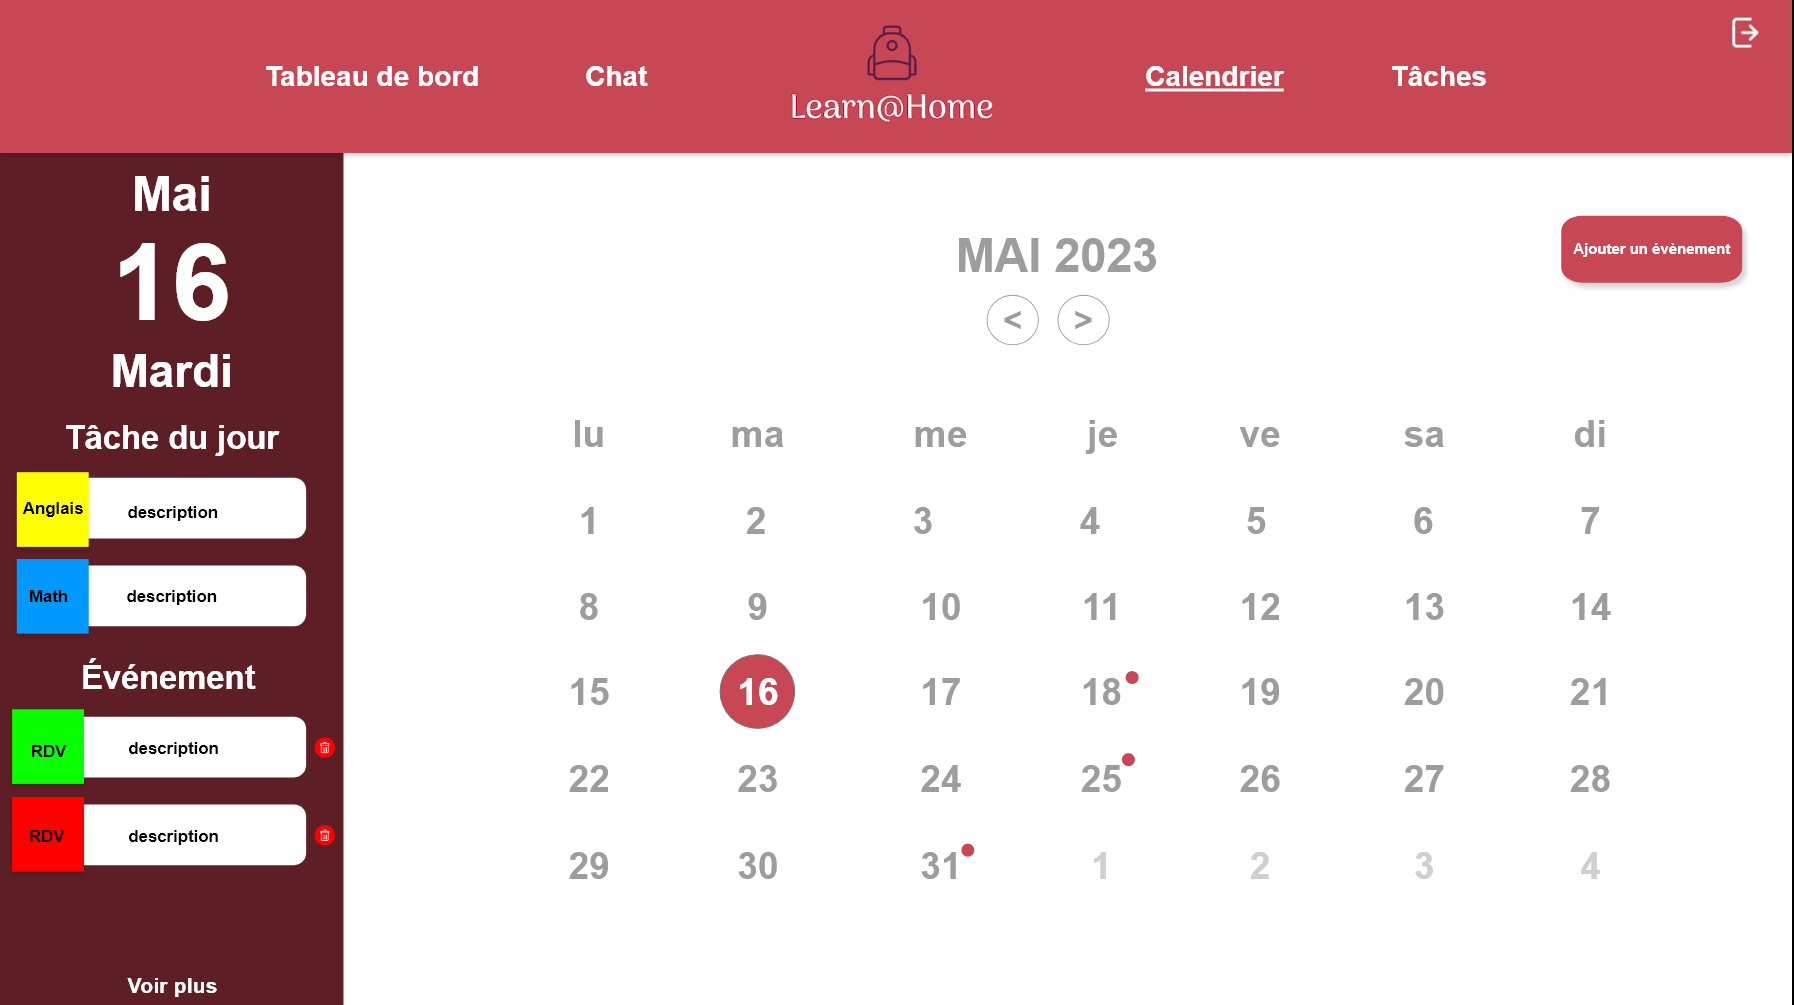 Tableau de bord
Chat
Learn@Home
Calendrier
Tâches
Mai
16
Mardi
Tâche du jour
Anglais
description
Math
description
Événement
RDV
description
RDV
description
Voir plus
MAI 2023
< >
Ajouter un évènement
lu ma me je ve sa di
1 2 3 4 5 6 7
8 9 10 11 12 13 14
15 16 17 18 19 20 21
22 23 24 25 26 27 28
29 30 31 1 2 3 4